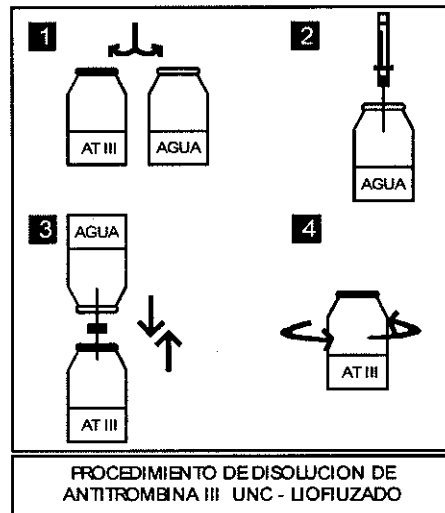 1
AT III
AGUA
2
AGUA
3
AGUA
AT III
4
AT III
PROCEDIMIENTO DE DISOLUCION DE
ANTITROMBINA III UNC - LIOFIUZADO